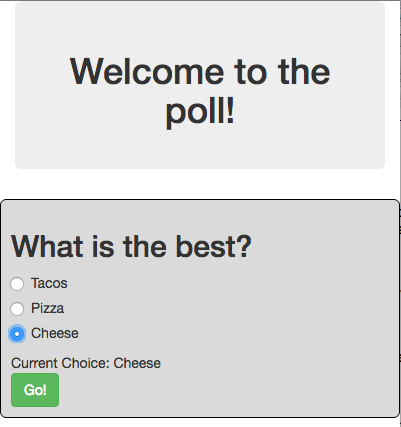 Welcome to the
poll!
What is the best?
Tacos
Pizza
Cheese
Current Choice: Cheese
Go!